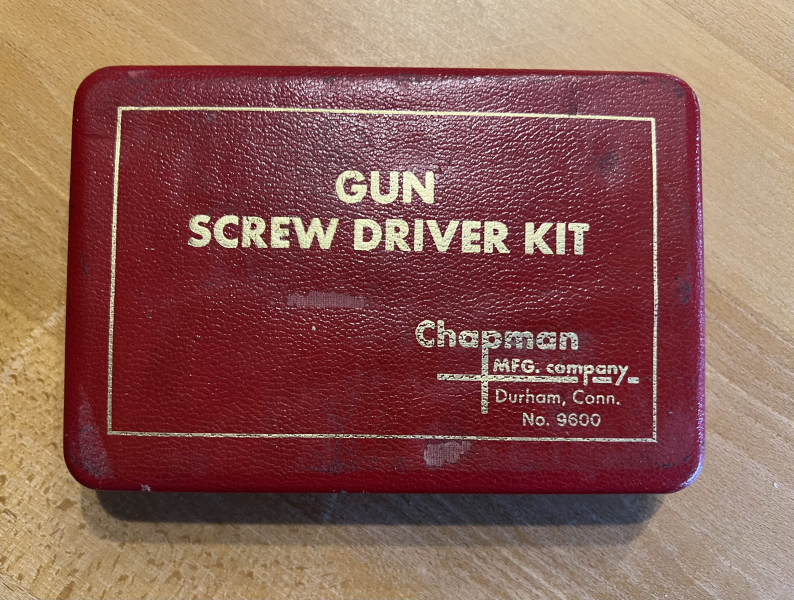 GUN
SCREW DRIVER KIT
Chapman
MFG. company
Durham, Conn.
No. 9600